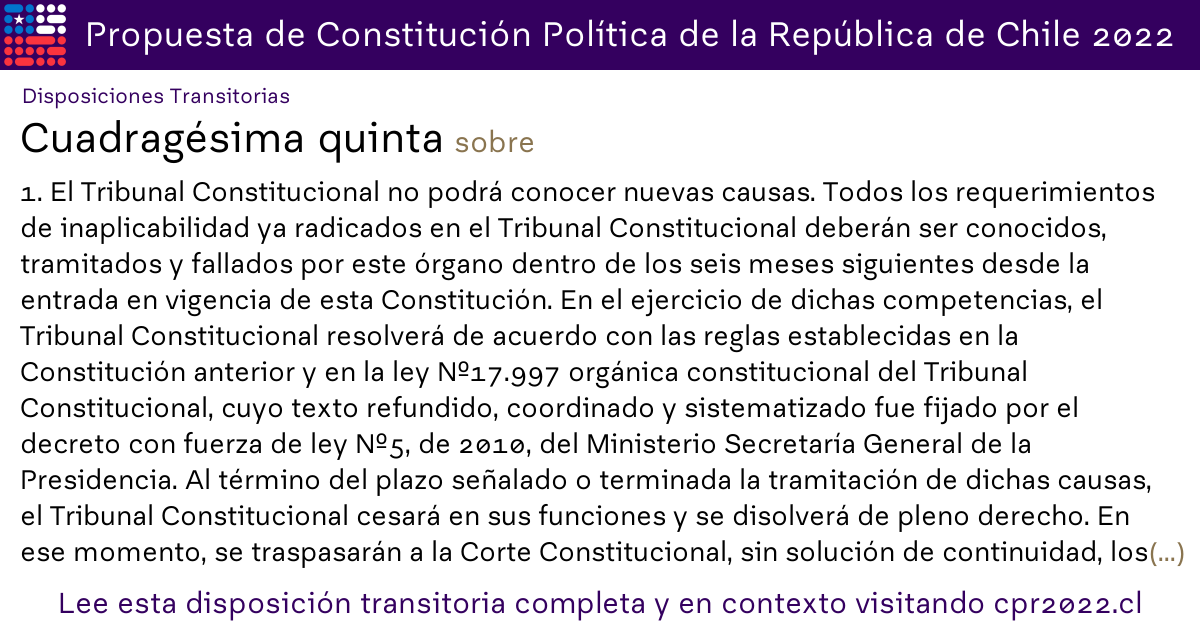 Propuesta de Constitución Política de la República de Chile 2022
Disposiciones Transitorias
Cuadragésima quinta sobre
1. El Tribunal Constitucional no podrá conocer nuevas causas. Todos los requerimientos
de inaplicabilidad ya radicados en el Tribunal Constitucional deberán ser conocidos,
tramitados y fallados por este órgano dentro de los seis meses siguientes desde la
entrada en vigencia de esta Constitución. En el ejercicio de dichas competencias, el
Tribunal Constitucional resolverá de acuerdo con las reglas establecidas en la
Constitución anterior y en la ley Nº17.997 orgánica constitucional del Tribunal
Constitucional, cuyo texto refundido, coordinado y sistematizado fue fijado por el
decreto con fuerza de ley Nº5, de 2010, del Ministerio Secretaría General de la
Presidencia. Al término del plazo señalado o terminada la tramitación de dichas causas,
el Tribunal Constitucional cesará en sus funciones y se disolverá de pleno derecho. En
ese momento, se traspasarán a la Corte Constitucional, sin solución de continuidad, los(...)
Lee esta disposición transitoria completa y en contexto visitando cpr2022.cl